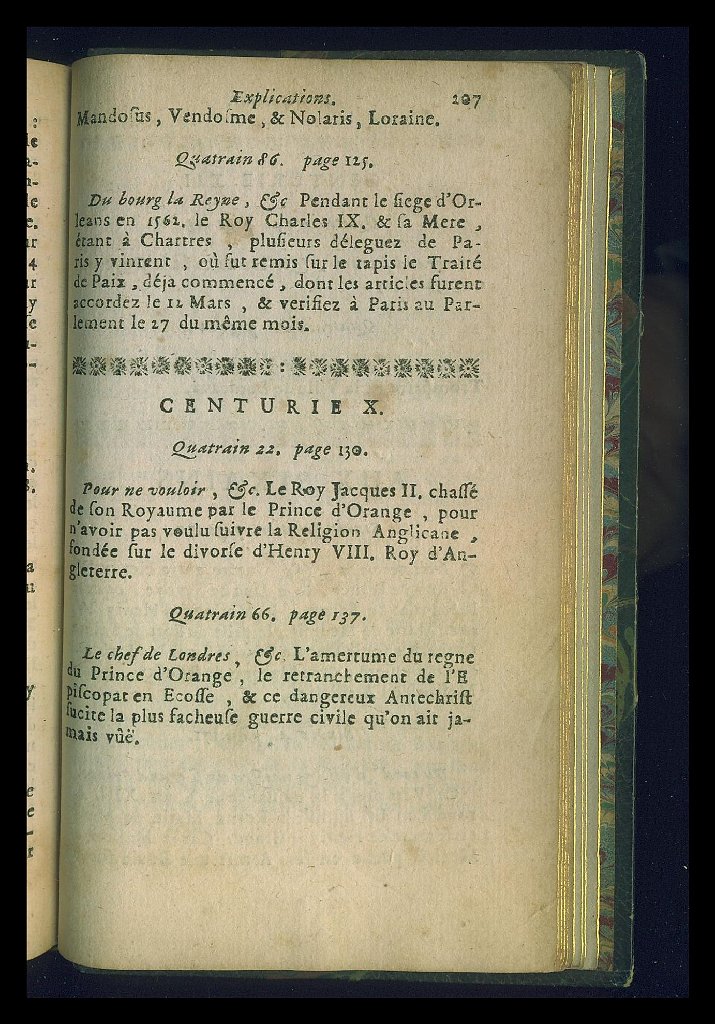 Explications. 207
Mandoſus, Vendoſme, & Nolaris, Loraine.
Quatrain 86. page 125.
Du bourg la Reyne, &c Pendant le ſiege d'Or-
leans en 1562. le Roy Charles IX. & ſa Mere,
étant â Chartres, pluſieurs déleguez de Pa-
ris y vinrent, où fut remis ſur le tapis le Traité
de Paix, déja commencé, dont les articles furent
accordez le 12 Mars, & verifiez à Paris au Par-
lement le 27 du même mois.
CENTURIE X.
Quatrain 22. page 130.
Pour ne vouloir, &c. Le Roy Jacques II. chaſſé
de ſon Royaume par le Prince d'Orange, pour
n'avoir pas voulu ſuivre la Religion Anglicane,
fondée ſur le divorſe d'Henry VIII. Roy d'An-
gleterre.
Quatrain 66. page 137.
Le chef de Londres, &c. L'amertume du regne
du Prince d'Orange, le retranchement de l'E
piſcopat en Ecoſſe, & ce dangereux Antechriſt
ſucite la plus facheuſe guerre civile qu'on ait ja-
mais vûë.